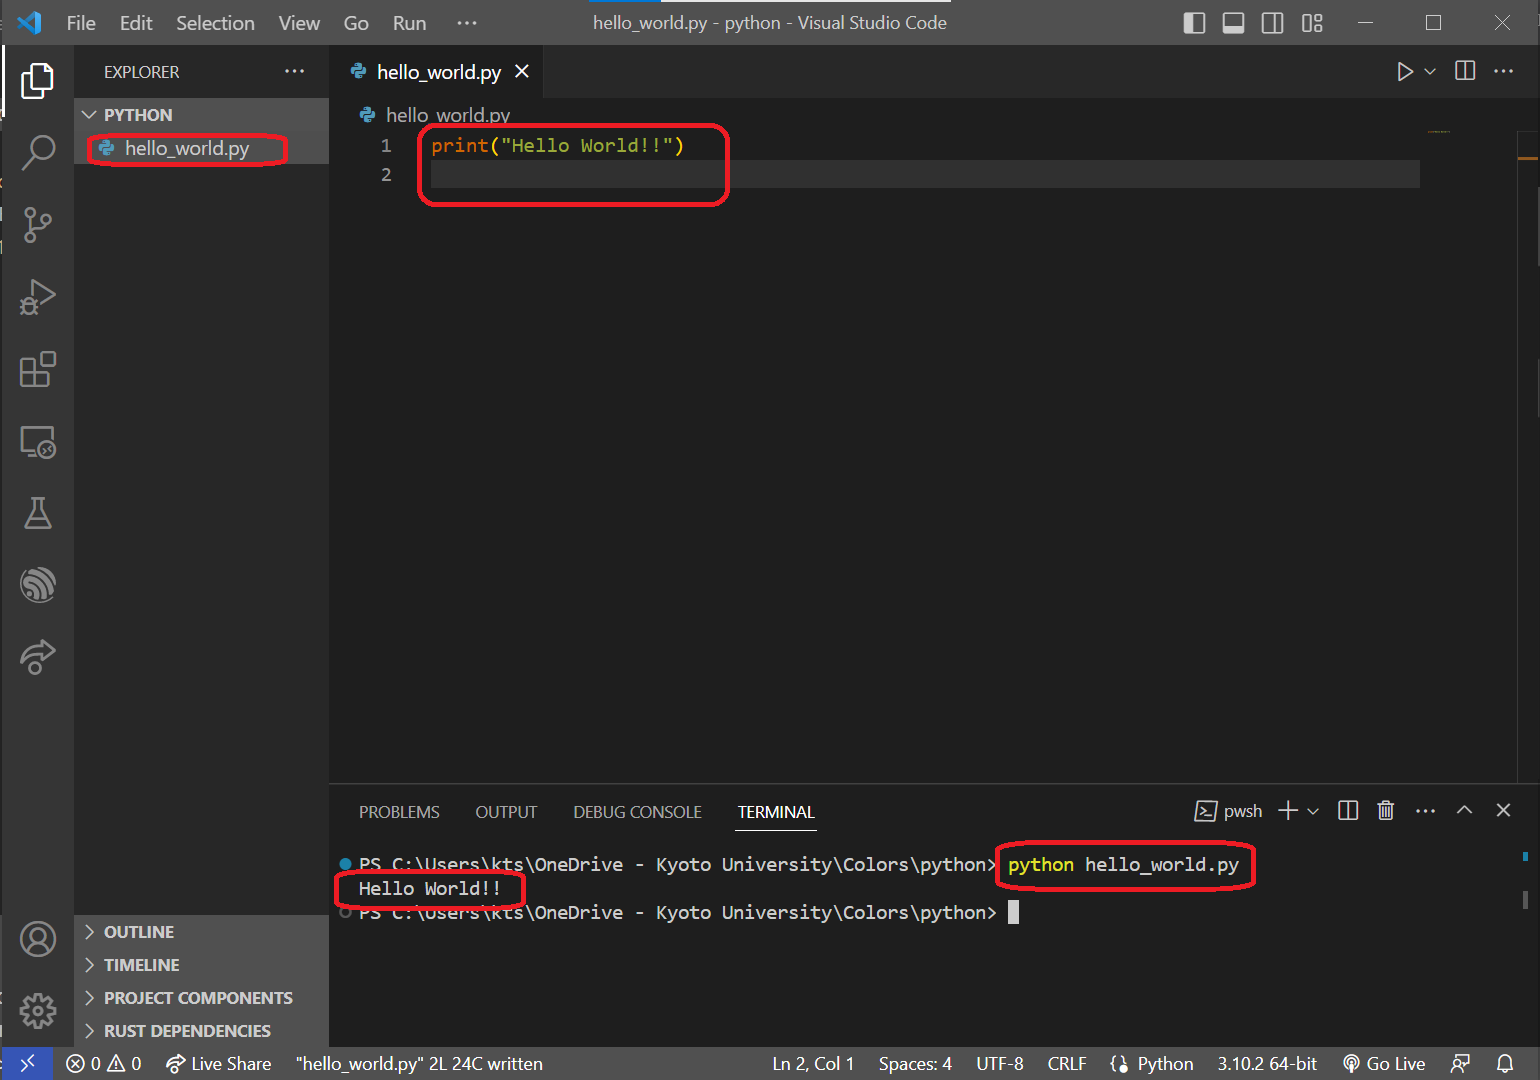 File Edit Selection View Go Run ··· hello_world.py - python - Visual Studio Code
EXPLORER ···
hello_world.py
PYTHON
hello_world.py
hello_world.py
1 print("Hello World!!")
2
PROBLEMS OUTPUT DEBUG CONSOLE TERMINAL pwsh
PS C:\Users\kts\OneDrive - Kyoto University\Colors\python> python hello_world.py
Hello World!!
PS C:\Users\kts\OneDrive - Kyoto University\Colors\python>
OUTLINE
TIMELINE
PROJECT COMPONENTS
RUST DEPENDENCIES
0 0 Live Share "hello_world.py" 2L 24C written Ln 2, Col 1 Spaces: 4 UTF-8 CRLF Python 3.10.2 64-bit Go Live